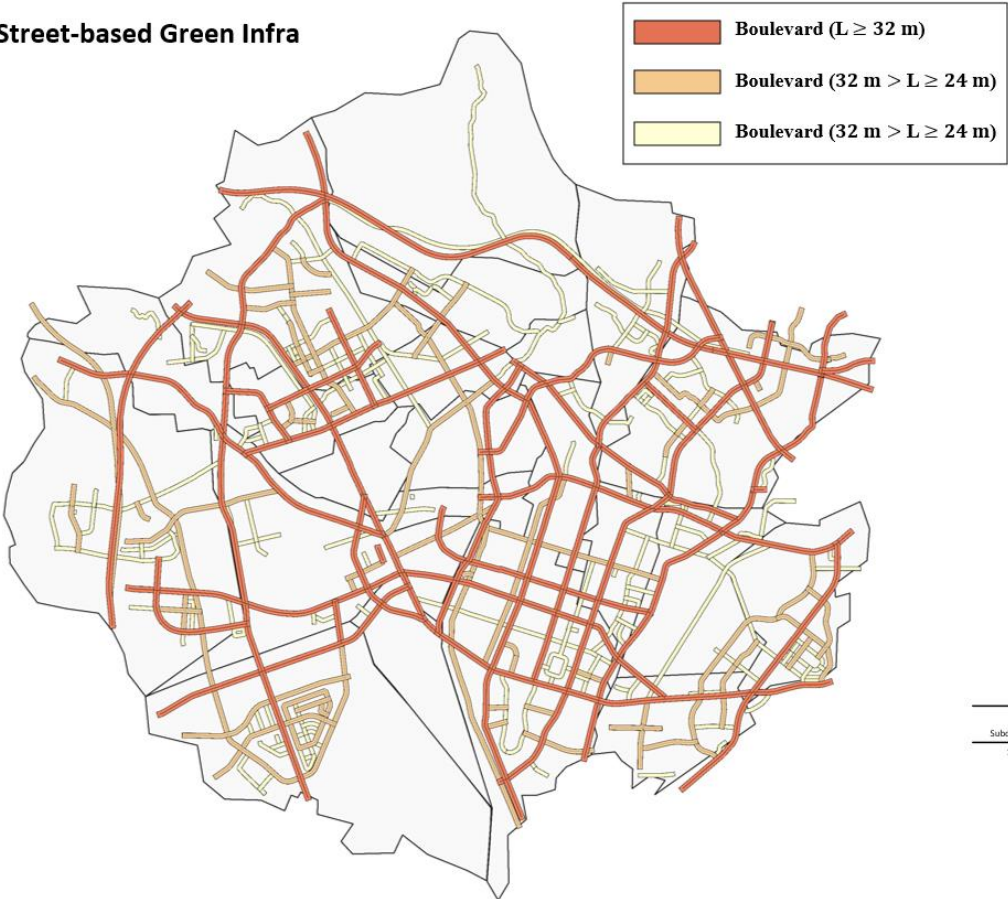 Street-based Green Infra
Boulevard (L ≥ 32 m)
Boulevard (32 m > L ≥ 24 m)
Boulevard (32 m > L ≥ 24 m)